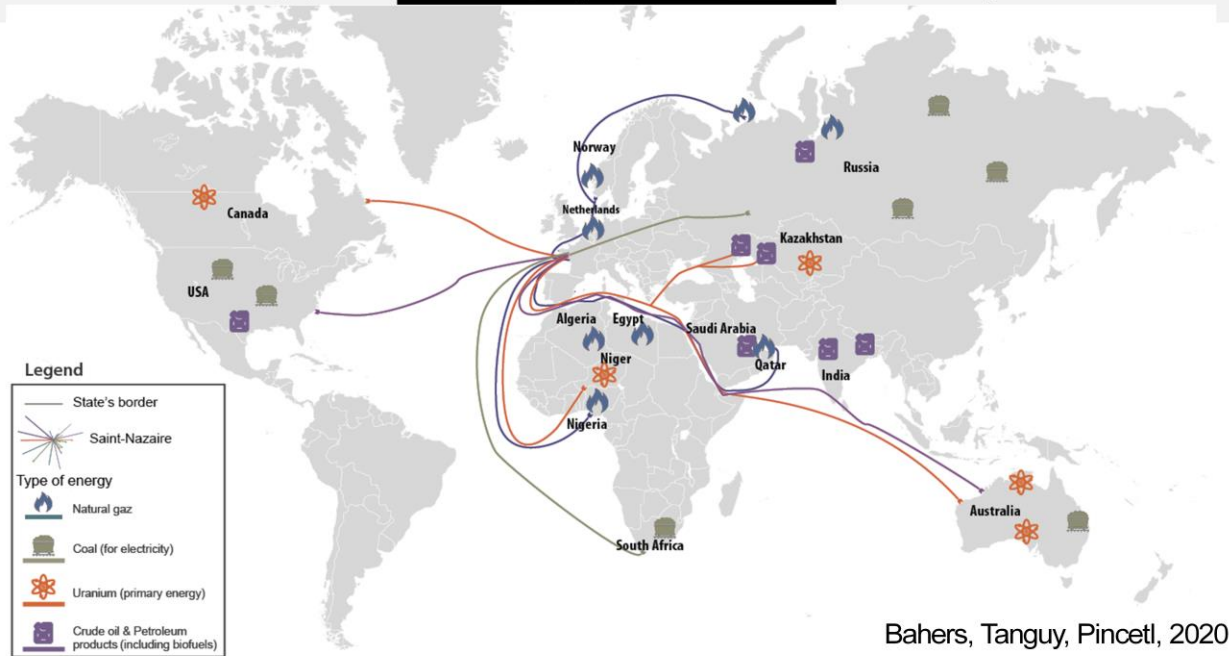 Norway
Russia
Netherlands
Canada
Kazakhstan
USA
Algeria
Egypt
Saudi Arabia
Niger
Qatar
India
Nigeria
Australia
South Africa
Legend
State's border
Saint-Nazaire
Type of energy
Natural gaz
Coal (for electricity)
Uranium (primary energy)
Crude oil & Petroleum
products (including biofuels)
Bahers, Tanguy, Pincetl, 2020